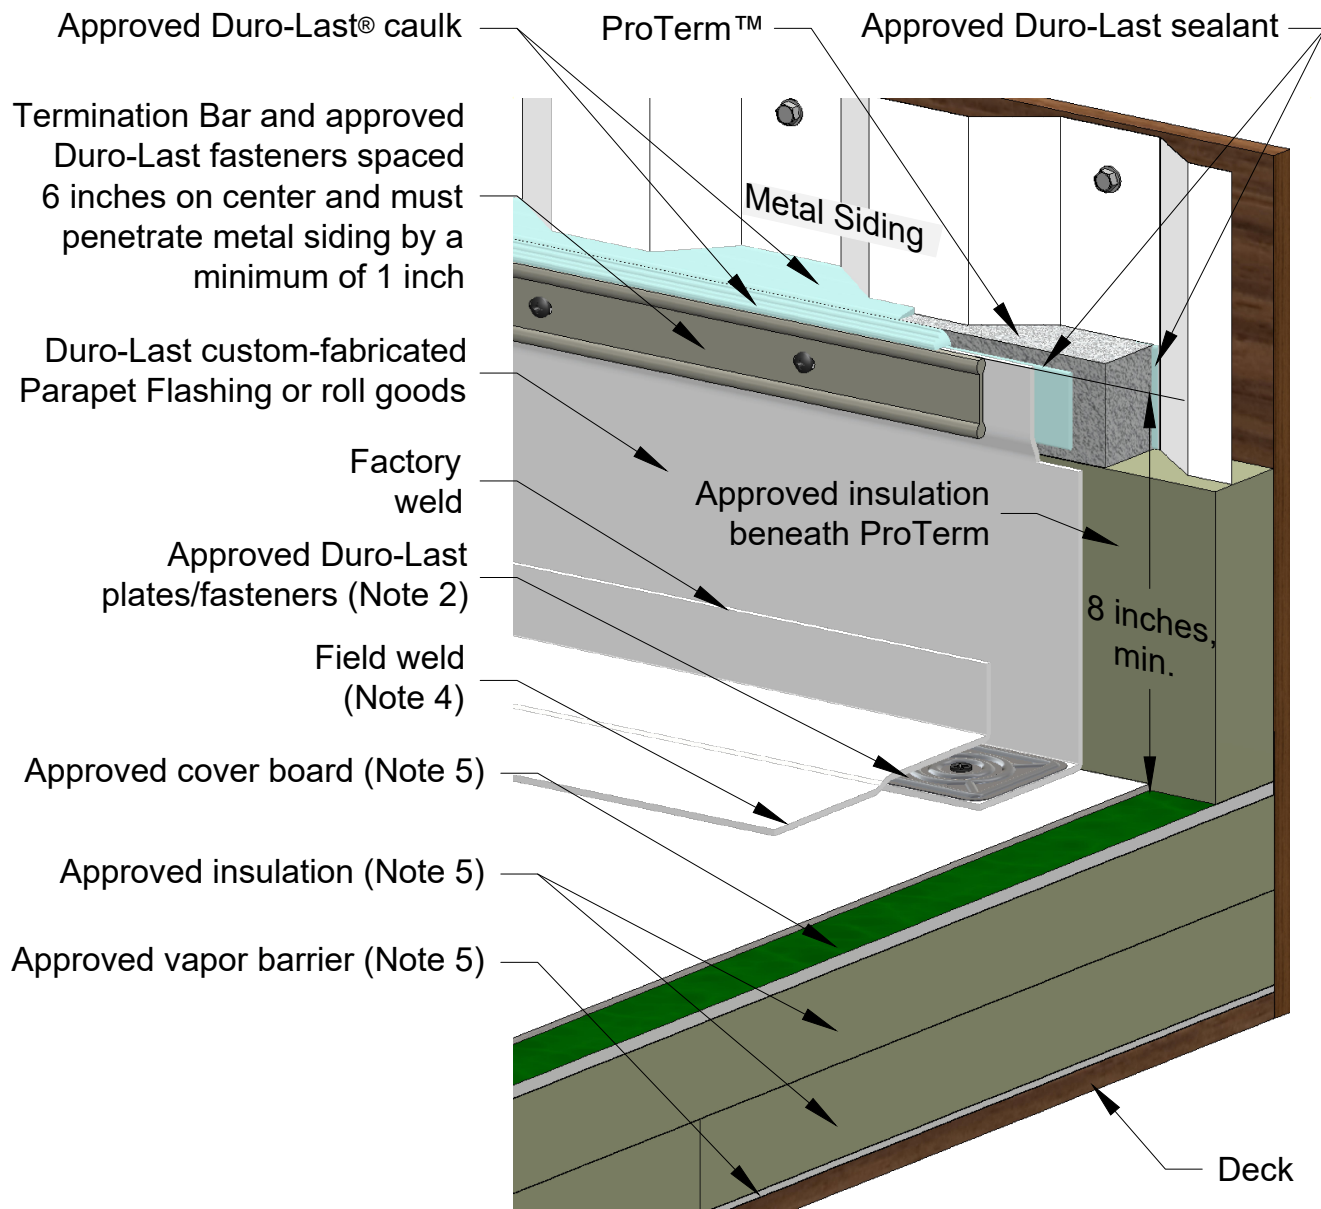 Approved Duro-Last® caulk
ProTerm™
Approved Duro-Last sealant
Termination Bar and approved
Duro-Last fasteners spaced
6 inches on center and must
penetrate metal siding by a
minimum of 1 inch
Metal Siding
Duro-Last custom-fabricated
Parapet Flashing or roll goods
Factory
weld
Approved insulation
beneath ProTerm
Approved Duro-Last
plates/fasteners (Note 2)
8 inches,
min.
Field weld
(Note 4)
Approved cover board (Note 5)
Approved insulation (Note 5)
Approved vapor barrier (Note 5)
Deck